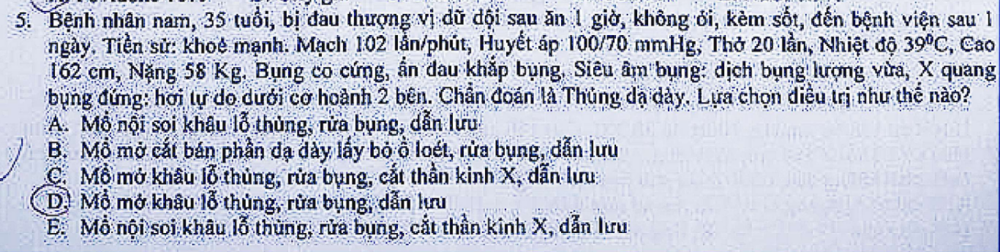 5. Bệnh nhân nam, 35 tuổi, bị đau thượng vị dữ dội sau ăn 1 giờ, không ói, kèm sốt, đến bệnh viện sau 1
ngày. Tiền sử: khoẻ mạnh. Mạch 102 lần/phút, Huyết áp 100/70 mmHg, Thở 20 lần, Nhiệt độ 39⁰C, Cao
162 cm, Nặng 58 Kg. Bụng co cứng, ấn đau khắp bụng, Siêu âm bụng: dịch bụng lượng vừa, X quang
bụng đứng: hơi tự do dưới cơ hoành 2 bên. Chẩn đoán là Thủng dạ dày. Lựa chọn điều trị như thế nào?
A. Mổ nội soi khâu lỗ thủng, rửa bụng, dẫn lưu
B. Mổ mở cắt bán phần dạ dày lấy bỏ ổ loét, rửa bụng, dẫn lưu
C. Mổ mở khâu lỗ thủng, rửa bụng, cắt thần kinh X, dẫn lưu
D. Mổ mở khâu lỗ thủng, rửa bụng, dẫn lưu
E. Mổ nội soi khâu lỗ thủng, rửa bụng, cắt thần kinh X, dẫn lưu